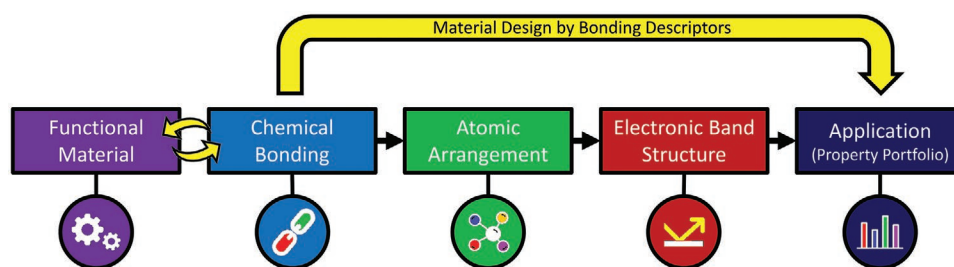 Material Design by Bonding Descriptors
Functional
Material
Chemical
Bonding
Atomic
Arrangement
Electronic Band
Structure
Application
(Property Portfolio)